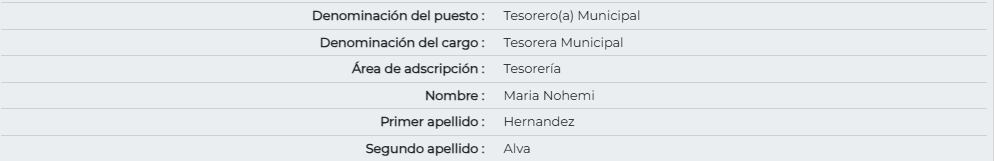 Denominación del puesto : Tesorero(a) Municipal
Denominación del cargo : Tesorera Municipal
Área de adscripción : Tesorería
Nombre : Maria Nohemi
Primer apellido : Hernandez
Segundo apellido : Alva